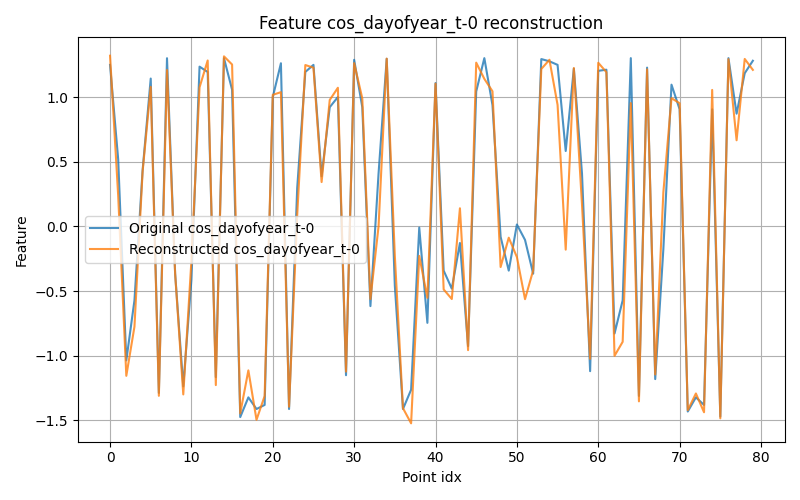 Feature cos_dayofyear_t-0 reconstruction
1.0
0.5
0.0
−0.5
−1.0
−1.5
Feature
Original cos_dayofyear_t-0
Reconstructed cos_dayofyear_t-0
0 10 20 30 40 50 60 70 80
Point idx